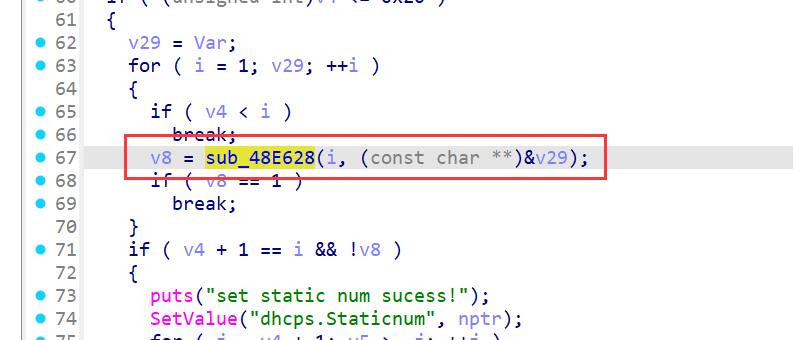 61 {
62 v29 = Var;
63 for ( i = 1; v29; ++i )
64 {
65 if ( v4 < i )
66 break;
67 v8 = sub_48E628(i, (const char **)&v29);
68 if ( v8 == 1 )
69 break;
70 }
71 if ( v4 + 1 == i && !v8 )
72 {
73 puts("set static num sucess!");
74 SetValue("dhcps.Staticnum", nptr);